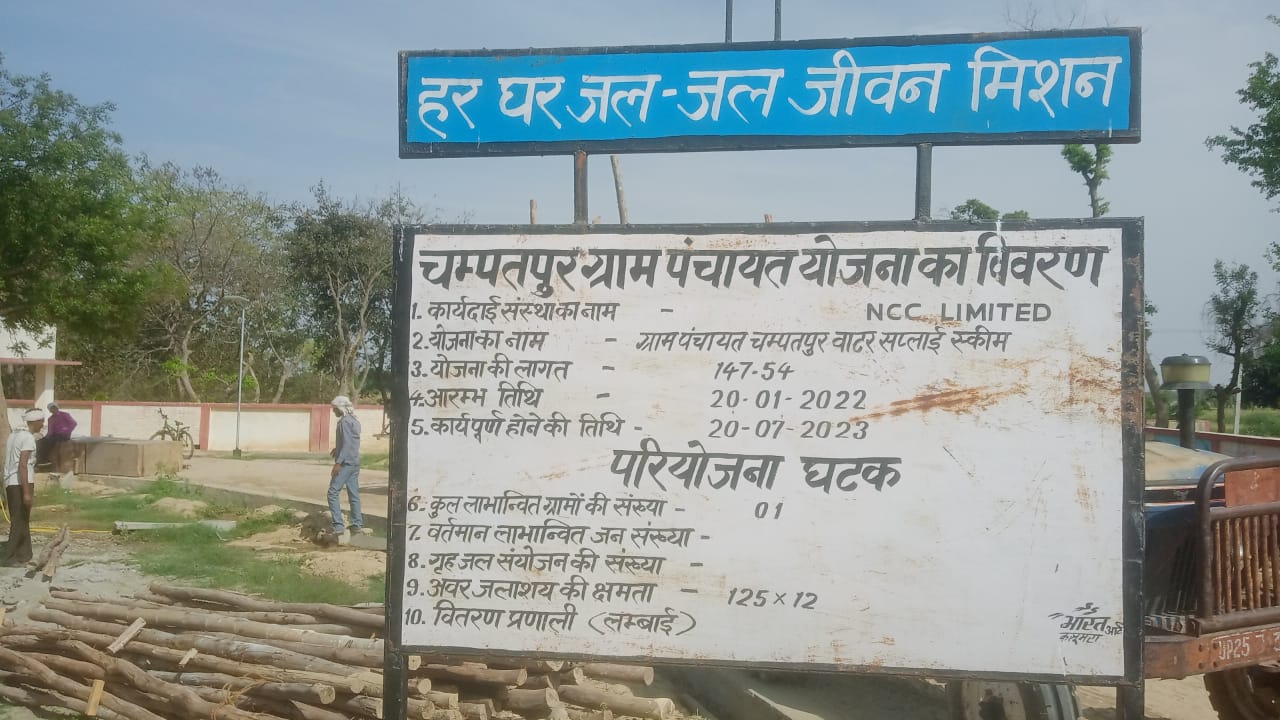 हर घर जल-जल जीवन मिशन
चम्पतपुर ग्राम पंचायत योजना का विवरण
1. कार्यदाई संस्था का नाम - NCC LIMITED
2. योजना का नाम - ग्राम पंचायत चम्पतपुर वाटर सप्लाई स्कीम
3. योजना की लागत - 147-54
4. आरम्भ तिथि - 20-01-2022
5. कार्यपूर्ण होने की तिथि - 20-07-2023
परियोजना घटक
6. कुल लाभान्वित ग्रामों की संख्या - 01
7. वर्तमान लाभान्वित जन संख्या -
8. गृह जल संयोजन की संख्या -
9. अवर जलाशय की क्षमता - 125×12
10. वितरण प्रणाली (लम्बाई)
भारत
UP25